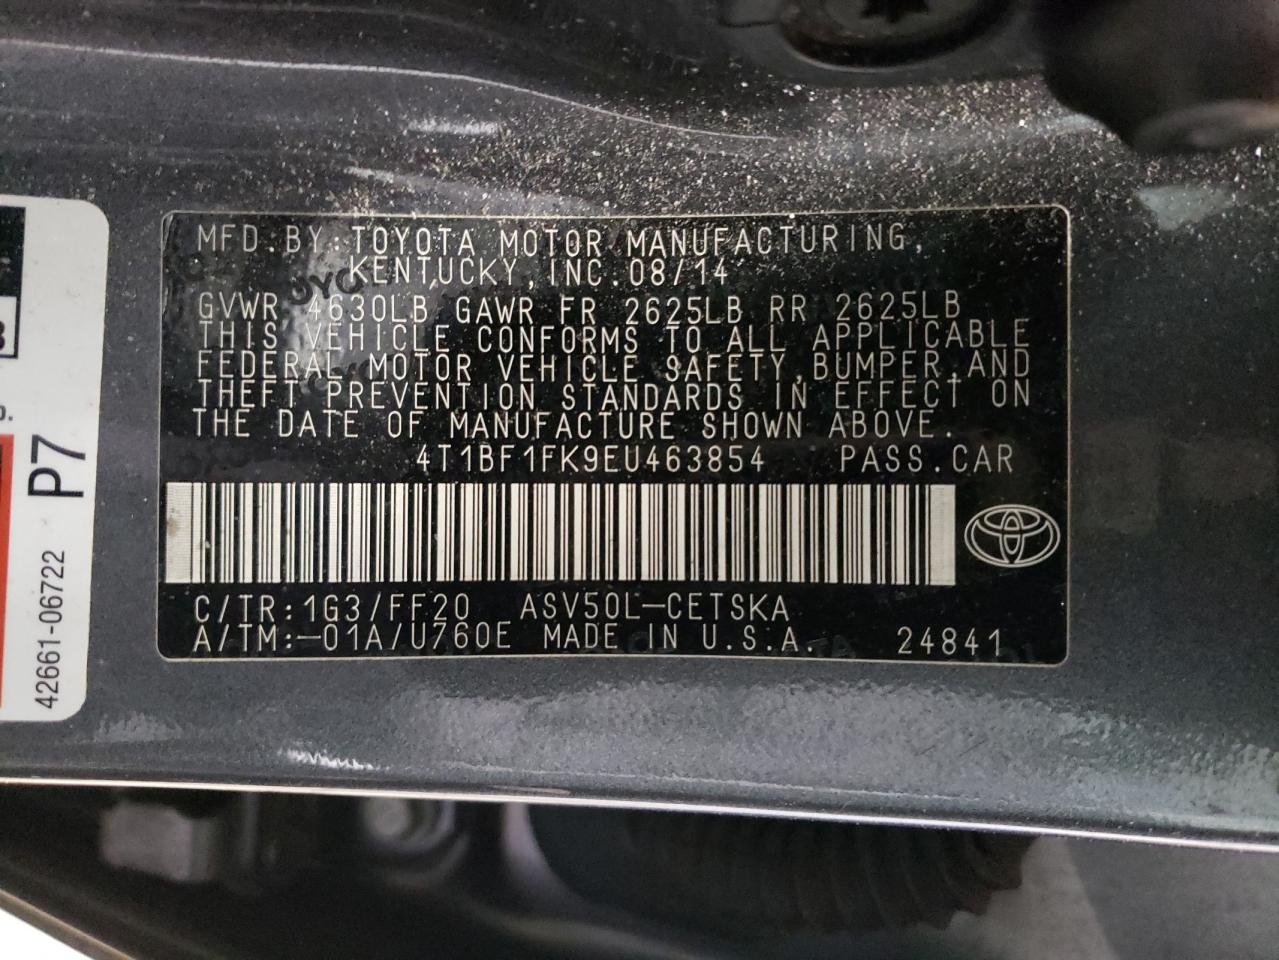 MFD.BY:TOYOTA MOTOR MANUFACTURING,
KENTUCKY,INC.08/14
GVWR 4630LB GAWR FR 2625LB RR 2625LB
THIS VEHICLE CONFORMS TO ALL APPLICABLE
FEDERAL MOTOR VEHICLE SAFETY,BUMPER,AND
THEFT PREVENTION STANDARDS IN EFFECT ON
THE DATE OF MANUFACTURE SHOWN ABOVE.
4T1BF1FK9EU463854 PASS.CAR
C/TR:1G3/FF20 ASV50L-CETSKA
A/TM:-01A/U760E MADE IN U.S.A. 24841
P7
42661-06722